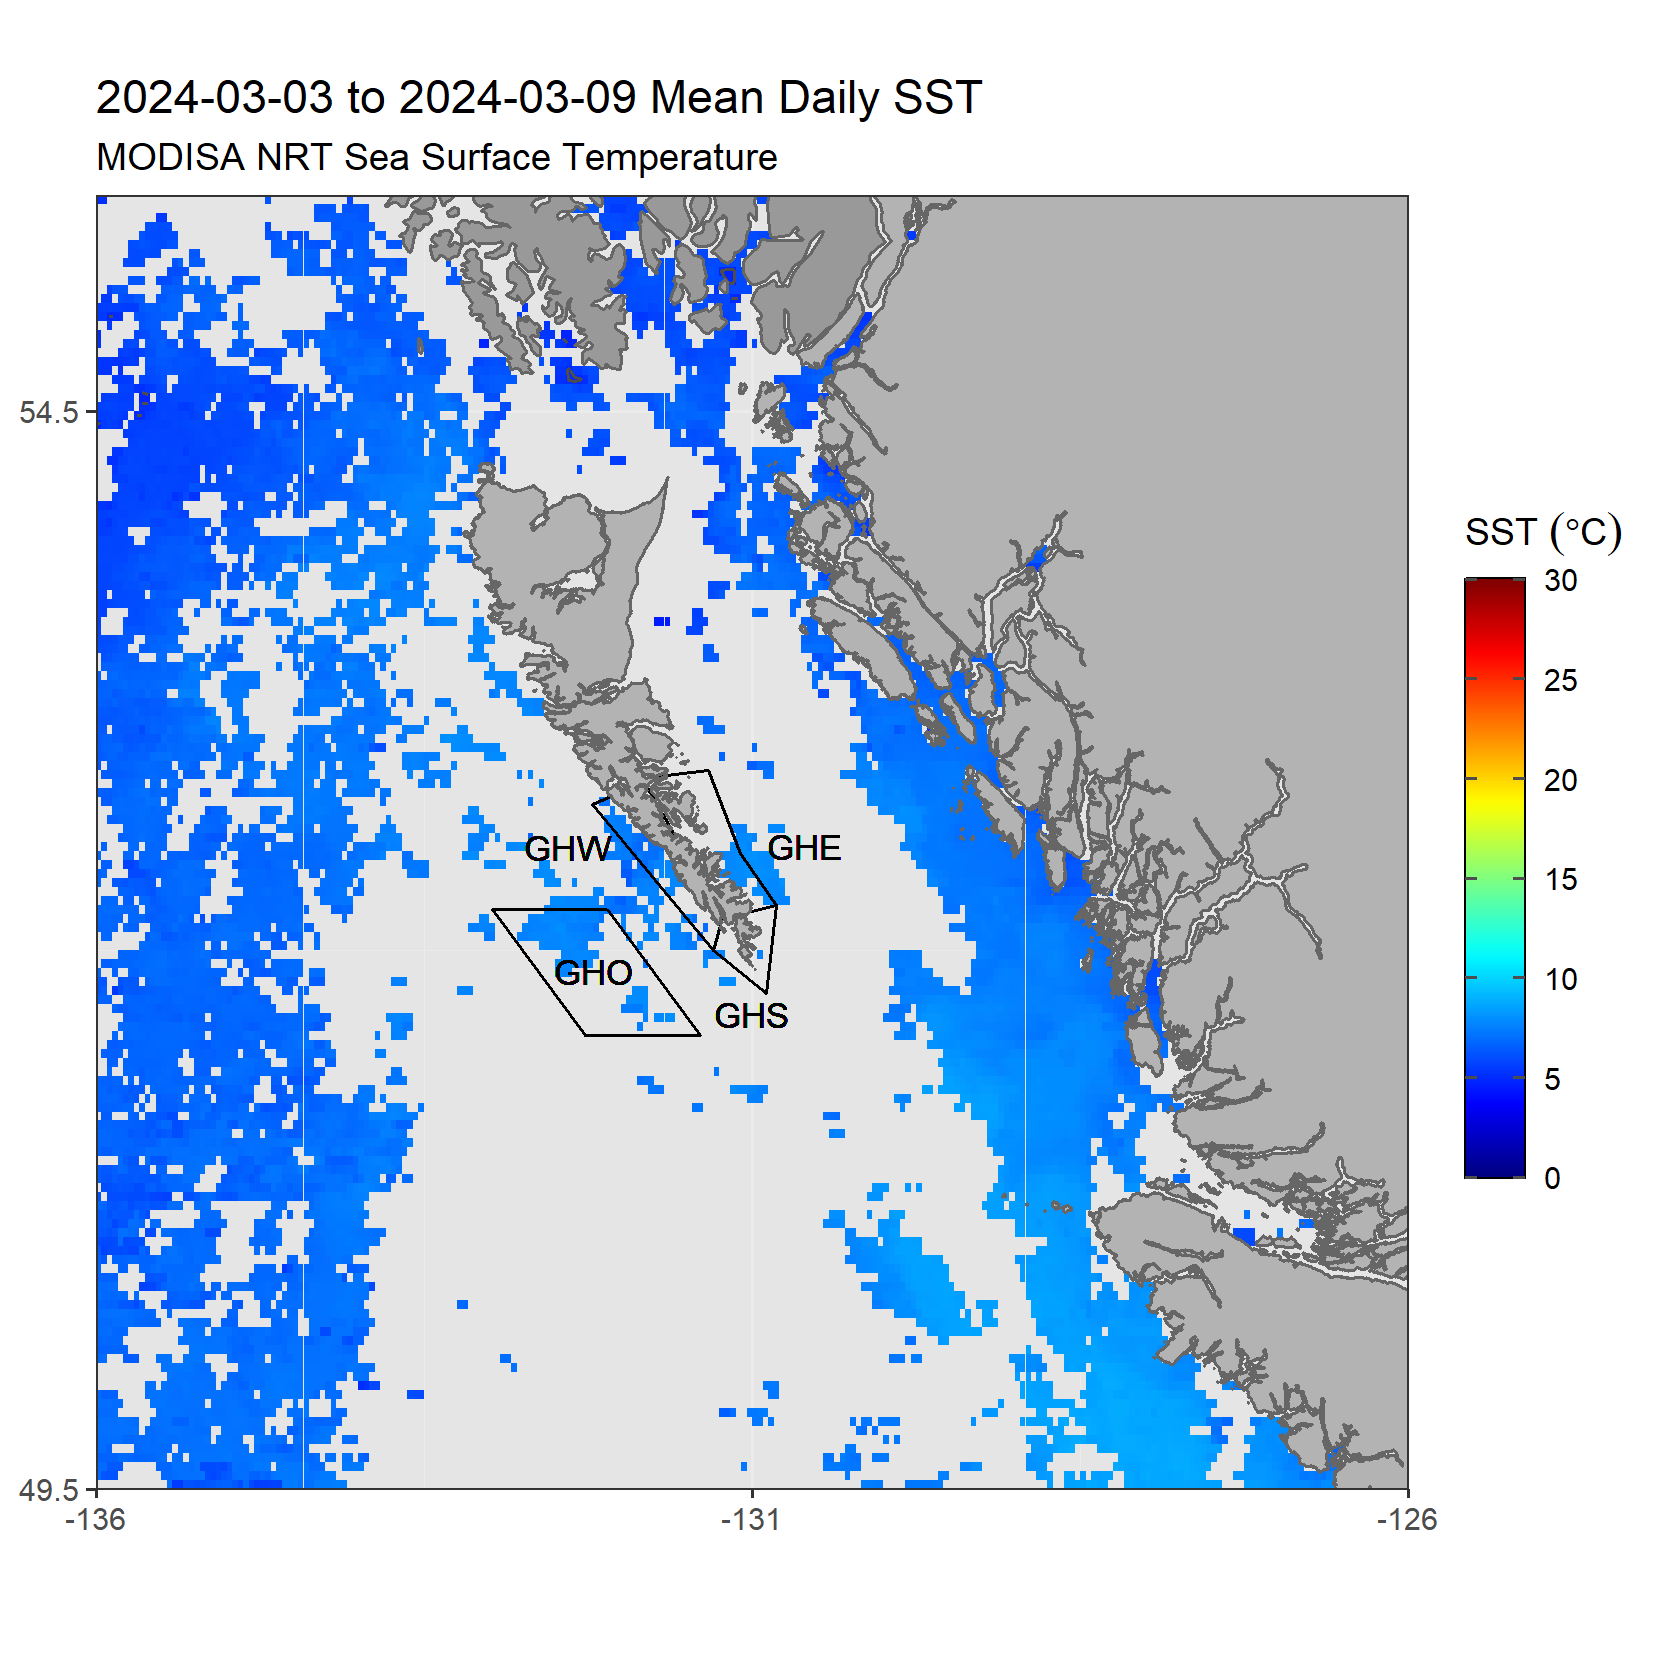 2024-03-03 to 2024-03-09 Mean Daily SST
MODISA NRT Sea Surface Temperature
54.5
49.5
-136
-131
-126
GHW
GHE
GHO
GHS
SST (°C)
30
25
20
15
10
5
0